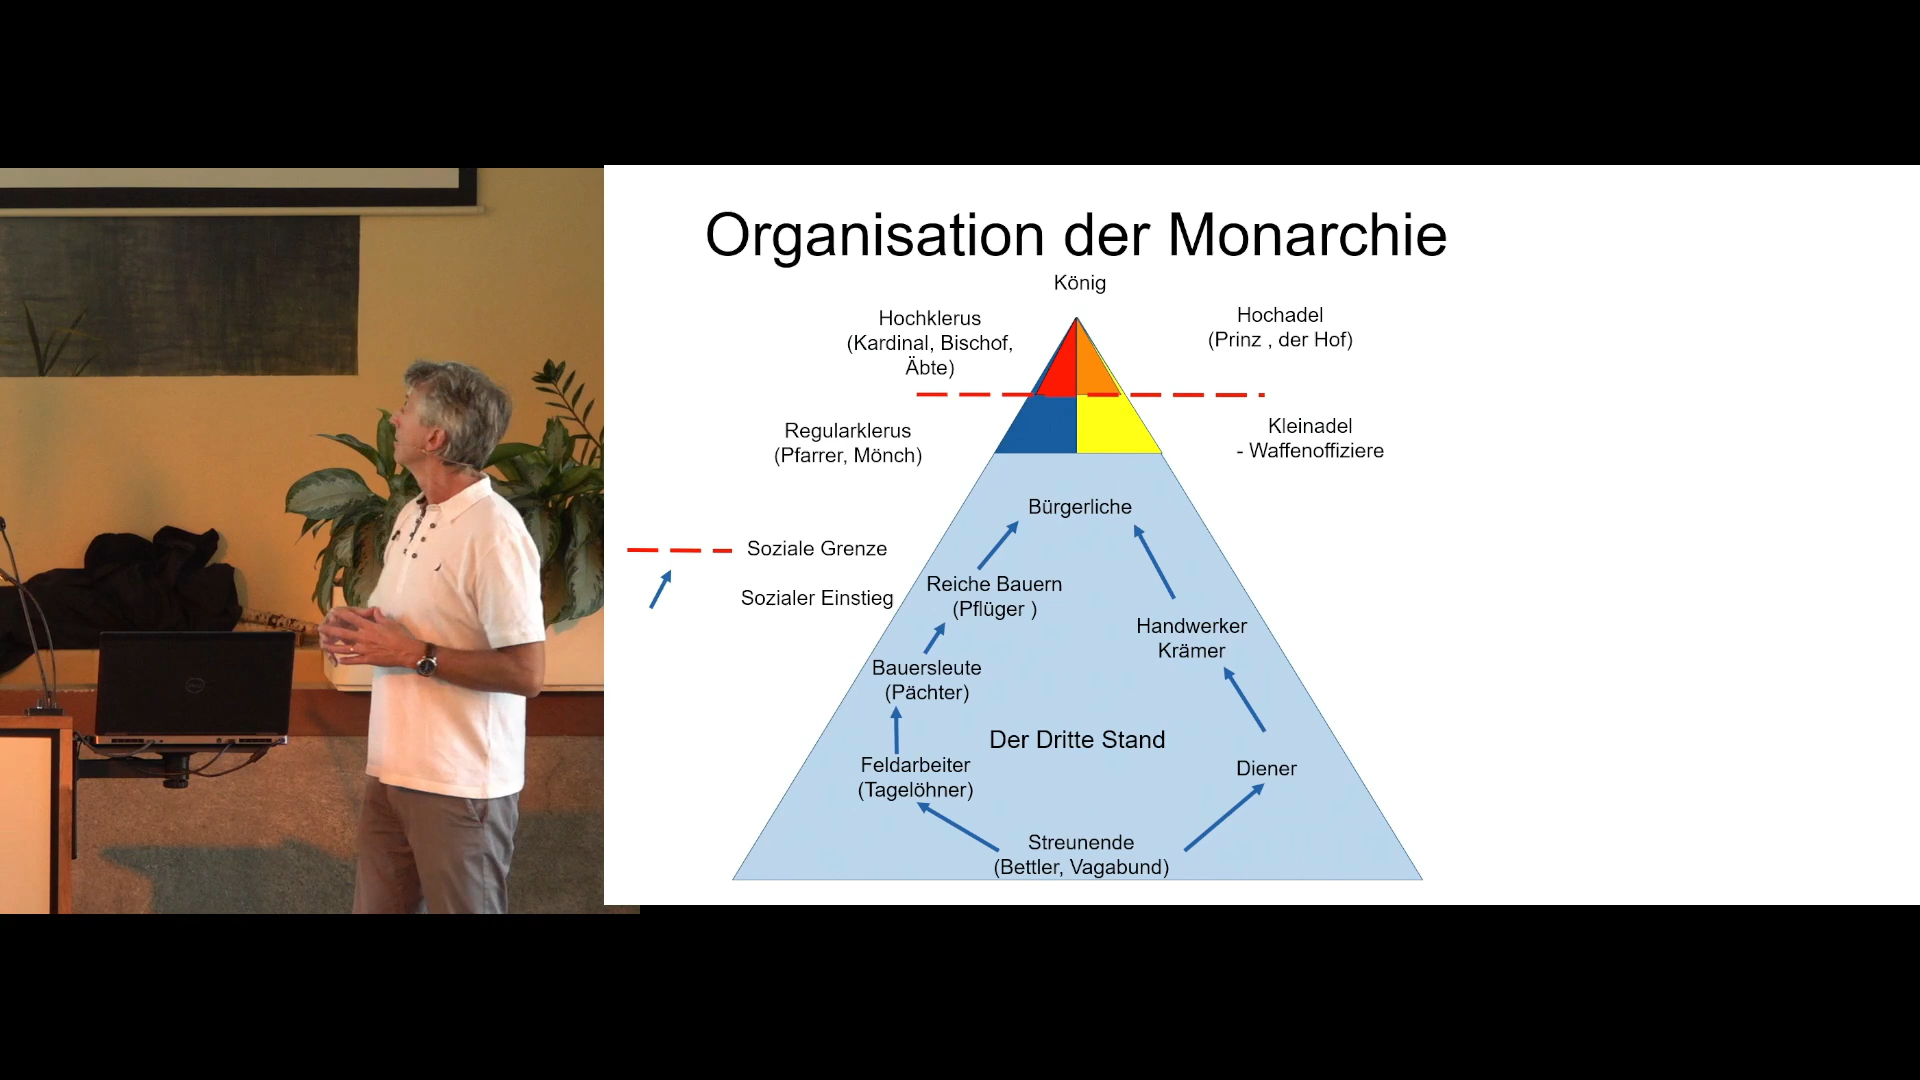 Organisation der Monarchie
König
Hochklerus
(Kardinal, Bischof,
Äbte)
Hochadel
(Prinz , der Hof)
Regularklerus
(Pfarrer, Mönch)
Kleinadel
- Waffenoffiziere
Bürgerliche
Soziale Grenze
Sozialer Einstieg
Reiche Bauern
(Pflüger )
Handwerker
Krämer
Bauersleute
(Pächter)
Der Dritte Stand
Feldarbeiter
(Tagelöhner)
Diener
Streunende
(Bettler, Vagabund)